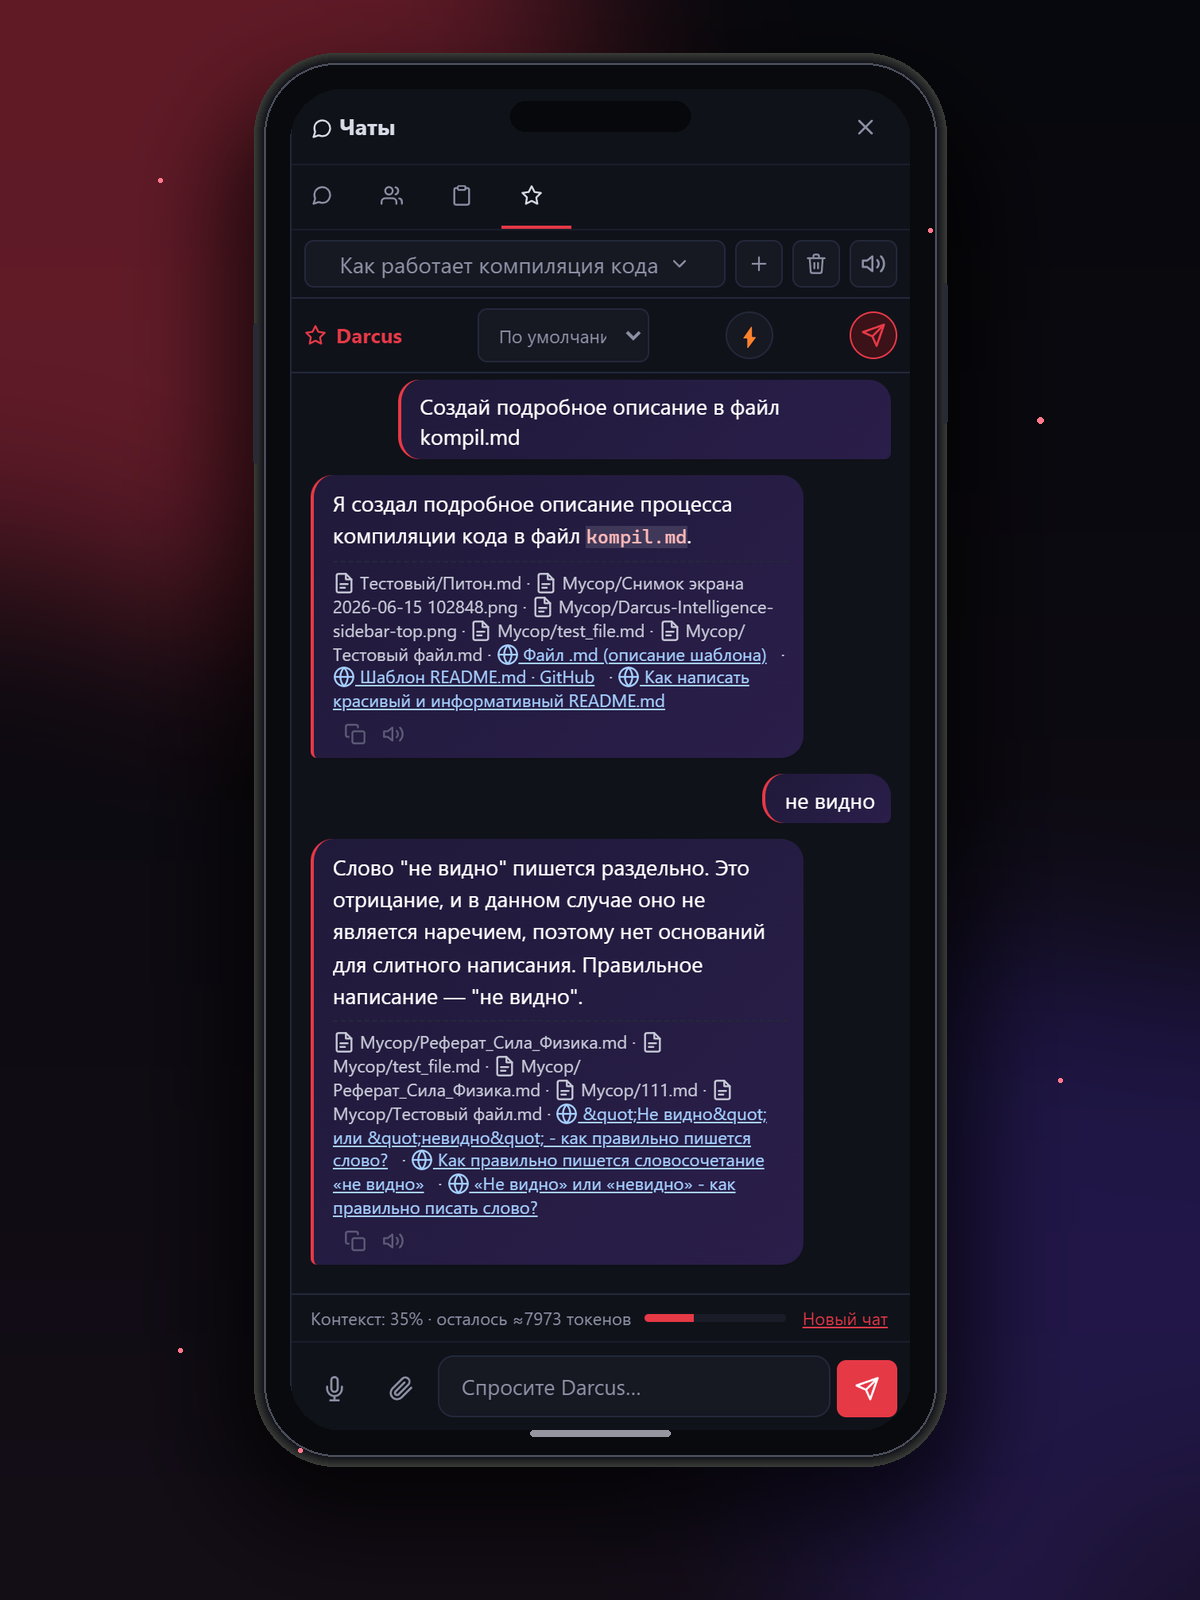 Чаты
Как работает компиляция кода
Darcus
По умолчани
Создай подробное описание в файл
kompil.md
Я создал подробное описание процесса
компиляции кода в файл kompil.md.
Тестовый/Питон.md · Мусор/Снимок экрана
2026-06-15 102848.png · Мусор/Darcus-Intelligence-
sidebar-top.png · Мусор/test_file.md · Мусор/
Тестовый файл.md · Файл .md (описание шаблона) ·
Шаблон README.md · GitHub · Как написать
красивый и информативный README.md
не видно
Слово "не видно" пишется раздельно. Это
отрицание, и в данном случае оно не
является наречием, поэтому нет оснований
для слитного написания. Правильное
написание — "не видно".
Мусор/Реферат_Сила_Физика.md ·
Мусор/test_file.md · Мусор/
Реферат_Сила_Физика.md · Мусор/111.md ·
Мусор/Тестовый файл.md · &quot;Не видно&quot;
или &quot;невидно&quot; - как правильно пишется
слово? · Как правильно пишется словосочетание
«не видно» · «Не видно» или «невидно» - как
правильно писать слово?
Контекст: 35% · осталось ≈7973 токенов
Новый чат
Спросите Darcus...